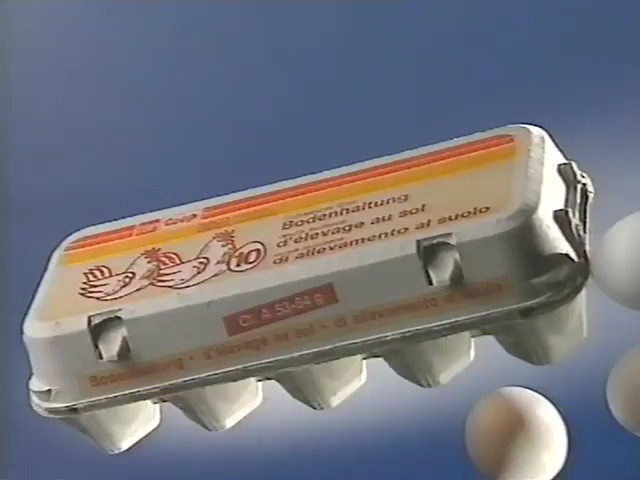 Coop
Bodenhaltung
d'élevage au sol
di allevamento al suolo
10
Cl. A 53-64 g
Bodenhaltung · d'élevage au sol · di allevamento al suolo